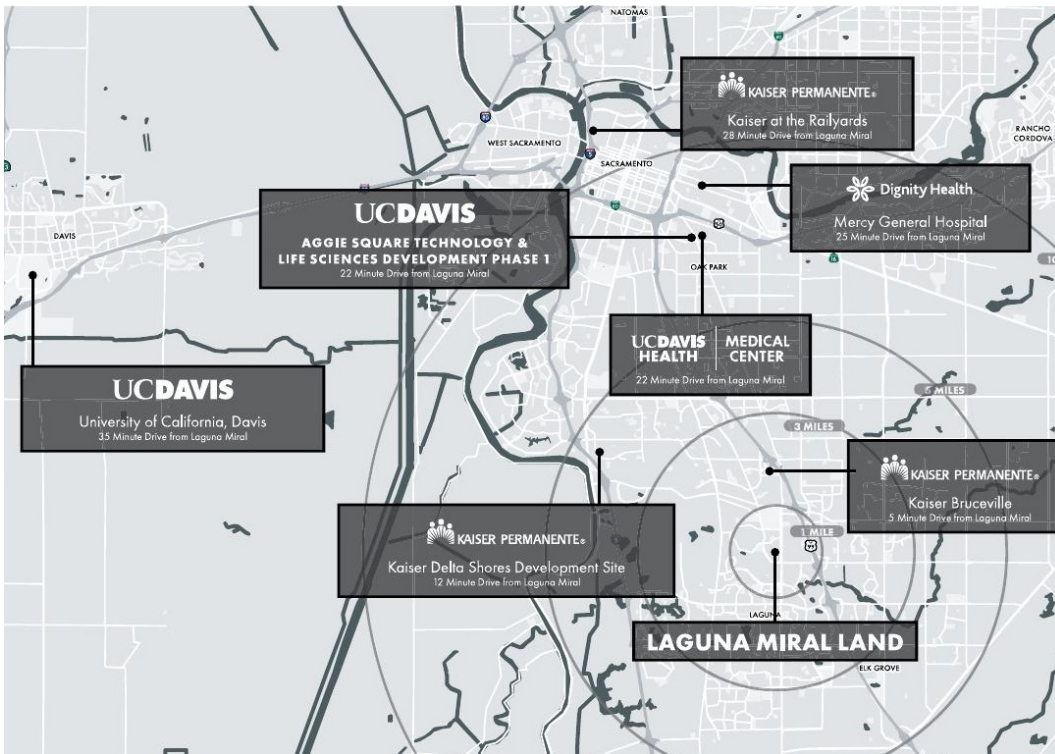 NATOMAS
KAISER PERMANENTE®
Kaiser at the Railyards
28 Minute Drive from Laguna Miral
RANCHO
CORDOVA
80
WEST SACRAMENTO
5
SACRAMENTO
Dignity Health
Mercy General Hospital
25 Minute Drive from Laguna Miral
UCDAVIS
AGGIE SQUARE TECHNOLOGY &
LIFE SCIENCES DEVELOPMENT PHASE 1
22 Minute Drive from Laguna Miral
DAVIS
OAK PARK
10
UCDAVIS HEALTH
MEDICAL CENTER
22 Minute Drive from Laguna Miral
UCDAVIS
University of California, Davis
35 Minute Drive from Laguna Miral
5 MILES
3 MILES
KAISER PERMANENTE®
Kaiser Bruceville
5 Minute Drive from Laguna Miral
1 MILE
99
KAISER PERMANENTE®
Kaiser Delta Shores Development Site
12 Minute Drive from Laguna Miral
LAGUNA
LAGUNA MIRAL LAND
ELK GROVE